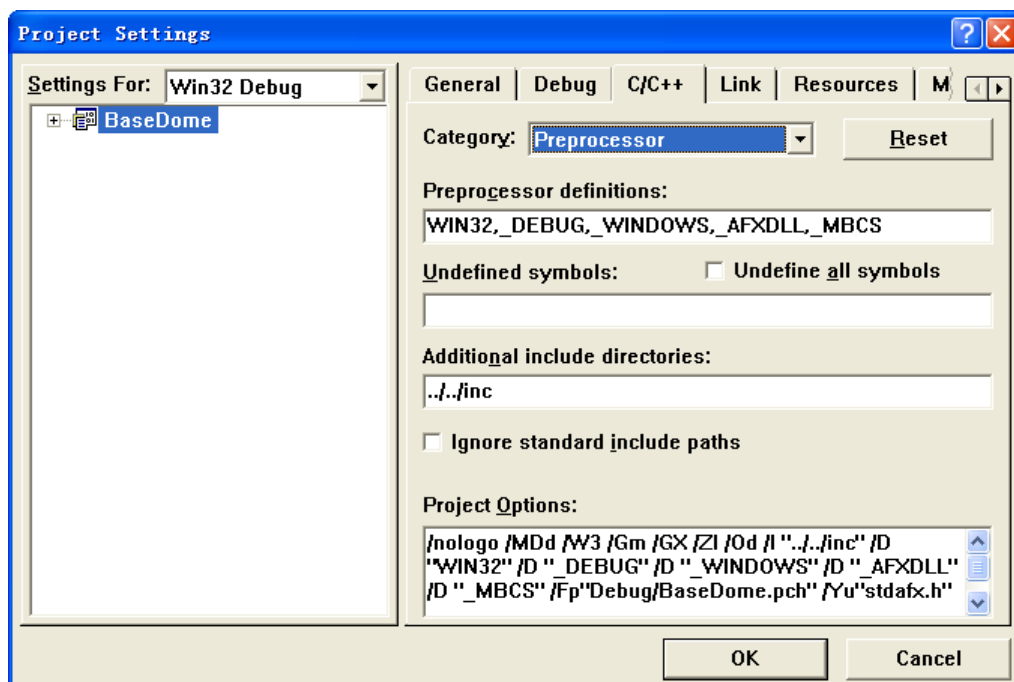 Project Settings
Settings For: Win32 Debug
BaseDome
General Debug C/C++ Link Resources M
Category: Preprocessor Reset
Preprocessor definitions:
WIN32,_DEBUG,_WINDOWS,_AFXDLL,_MBCS
Undefined symbols: Undefine all symbols
Additional include directories:
../../inc
Ignore standard include paths
Project Options:
/nologo /MDd /W3 /Gm /GX /ZI /Od /I "../../inc" /D
"WIN32" /D "_DEBUG" /D "_WINDOWS" /D "_AFXDLL"
/D "_MBCS" /Fp"Debug/BaseDome.pch" /Yu"stdafx.h"
OK Cancel